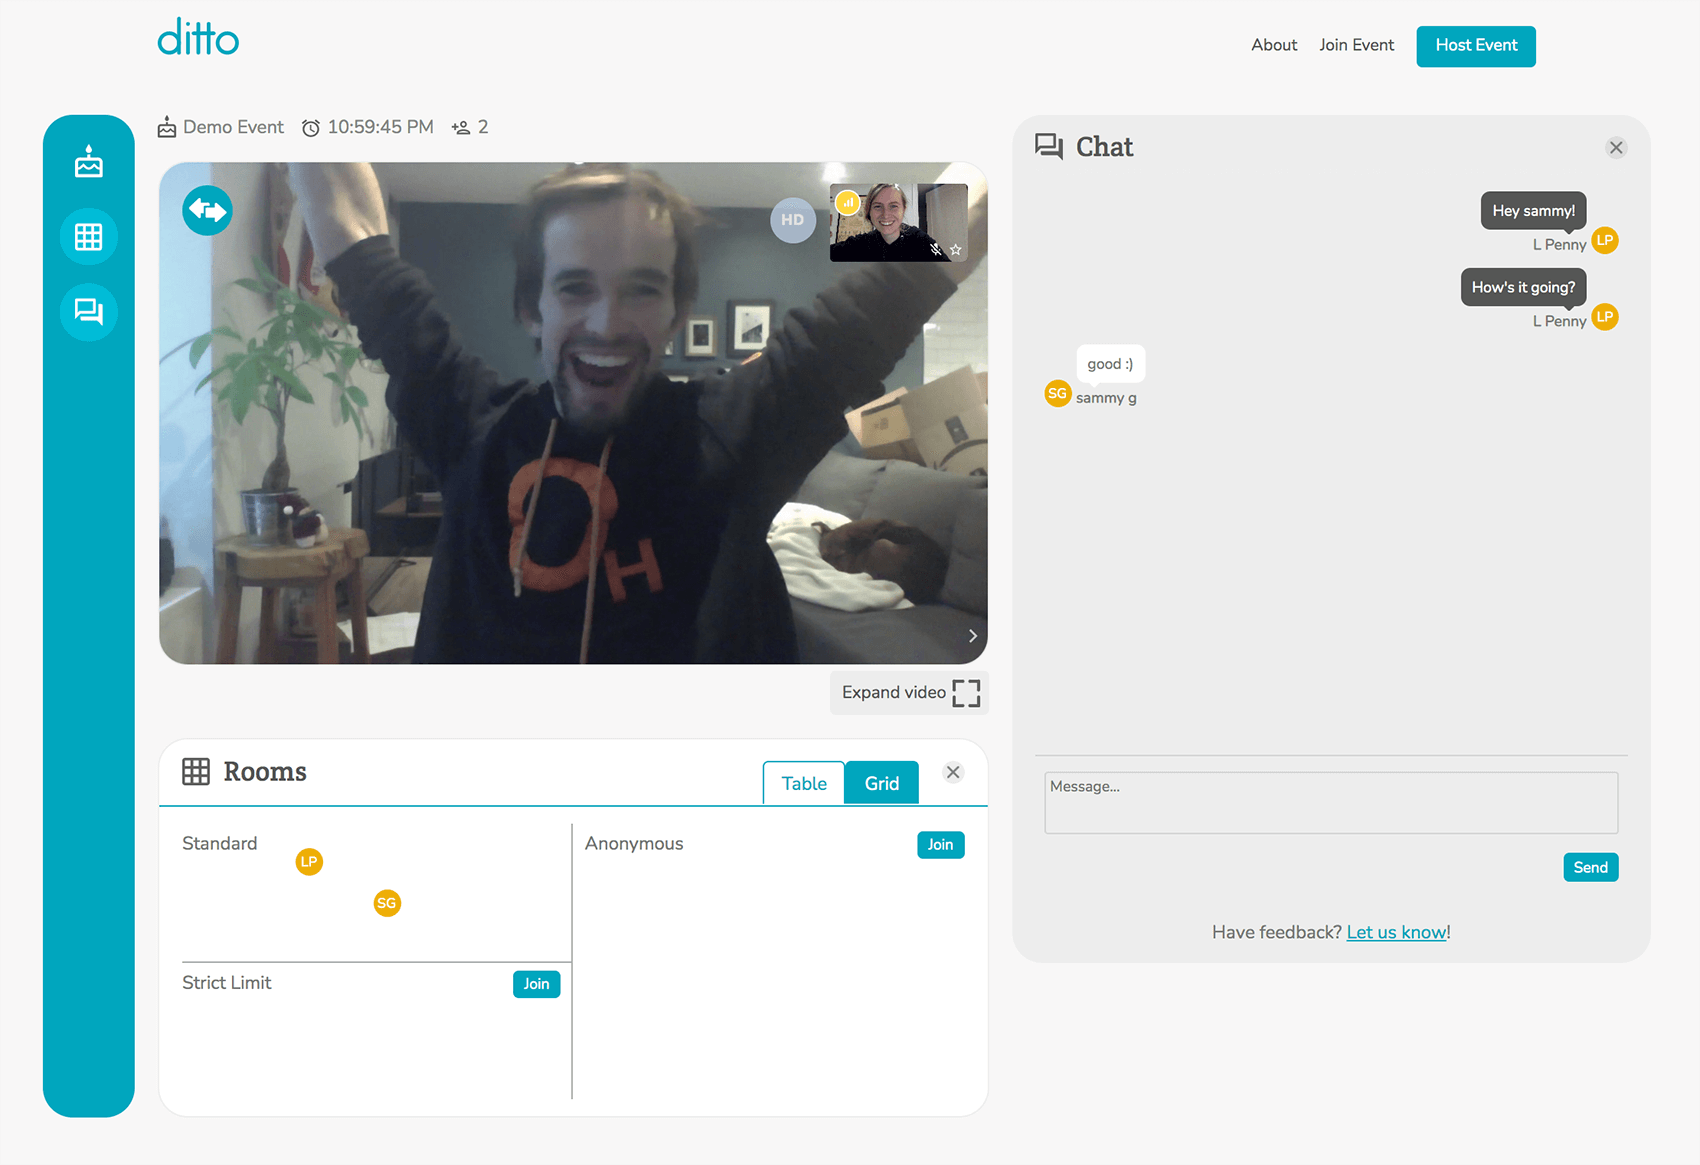 ditto
About
Join Event
Host Event
Demo Event
10:59:45 PM
2
HD
OH
Expand video
Rooms
Table
Grid
Standard
LP
SG
Strict Limit
Join
Anonymous
Join
Chat
Hey sammy!
L Penny
LP
How's it going?
L Penny
LP
good :)
SG
sammy g
Message...
Send
Have feedback? Let us know!